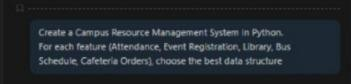 Create a Campus Resource Management System in Python.
For each feature (Attendance, Event Registration, Library, Bus
Schedule, Cafeteria Orders), choose the best data structure